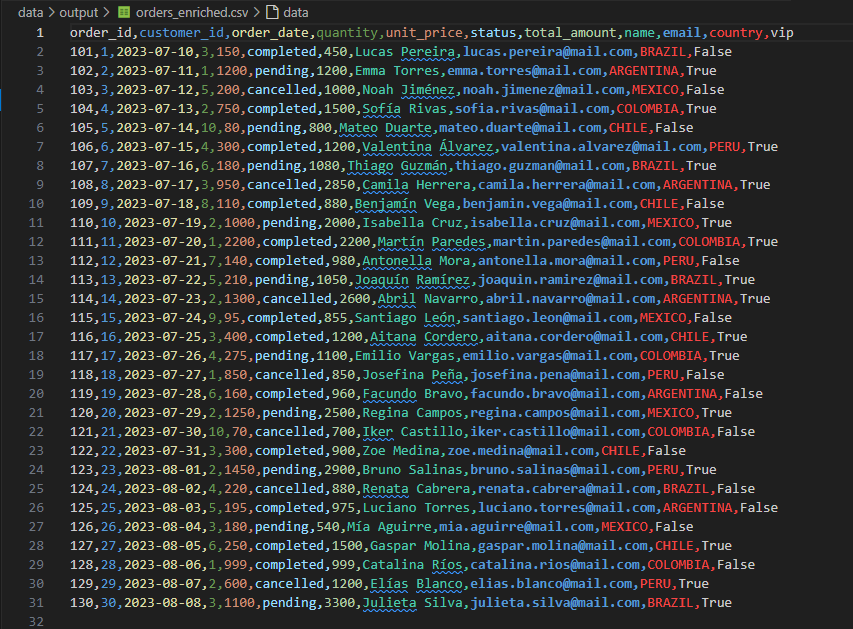 data > output > orders_enriched.csv > data
1 order_id,customer_id,order_date,quantity,unit_price,status,total_amount,name,email,country,vip
2 101,1,2023-07-10,3,150,completed,450,Lucas Pereira,lucas.pereira@mail.com,BRAZIL,False
3 102,2,2023-07-11,1,1200,pending,1200,Emma Torres,emma.torres@mail.com,ARGENTINA,True
4 103,3,2023-07-12,5,200,cancelled,1000,Noah Jiménez,noah.jimenez@mail.com,MEXICO,False
5 104,4,2023-07-13,2,750,completed,1500,Sofía Rivas,sofia.rivas@mail.com,COLOMBIA,True
6 105,5,2023-07-14,10,80,pending,800,Mateo Duarte,mateo.duarte@mail.com,CHILE,False
7 106,6,2023-07-15,4,300,completed,1200,Valentina Álvarez,valentina.alvarez@mail.com,PERU,True
8 107,7,2023-07-16,6,180,pending,1080,Thiago Guzmán,thiago.guzman@mail.com,BRAZIL,True
9 108,8,2023-07-17,3,950,cancelled,2850,Camila Herrera,camila.herrera@mail.com,ARGENTINA,True
10 109,9,2023-07-18,8,110,completed,880,Benjamín Vega,benjamin.vega@mail.com,CHILE,False
11 110,10,2023-07-19,2,1000,pending,2000,Isabella Cruz,isabella.cruz@mail.com,MEXICO,True
12 111,11,2023-07-20,1,2200,completed,2200,Martín Paredes,martin.paredes@mail.com,COLOMBIA,True
13 112,12,2023-07-21,7,140,completed,980,Antonella Mora,antonella.mora@mail.com,PERU,False
14 113,13,2023-07-22,5,210,pending,1050,Joaquín Ramírez,joaquin.ramirez@mail.com,BRAZIL,True
15 114,14,2023-07-23,2,1300,cancelled,2600,Abril Navarro,abril.navarro@mail.com,ARGENTINA,True
16 115,15,2023-07-24,9,95,completed,855,Santiago León,santiago.leon@mail.com,MEXICO,False
17 116,16,2023-07-25,3,400,completed,1200,Aitana Cordero,aitana.cordero@mail.com,CHILE,True
18 117,17,2023-07-26,4,275,pending,1100,Emilio Vargas,emilio.vargas@mail.com,COLOMBIA,True
19 118,18,2023-07-27,1,850,cancelled,850,Josefina Peña,josefina.pena@mail.com,PERU,False
20 119,19,2023-07-28,6,160,completed,960,Facundo Bravo,facundo.bravo@mail.com,ARGENTINA,False
21 120,20,2023-07-29,2,1250,pending,2500,Regina Campos,regina.campos@mail.com,MEXICO,True
22 121,21,2023-07-30,10,70,cancelled,700,Iker Castillo,iker.castillo@mail.com,COLOMBIA,False
23 122,22,2023-07-31,3,300,completed,900,Zoe Medina,zoe.medina@mail.com,CHILE,False
24 123,23,2023-08-01,2,1450,pending,2900,Bruno Salinas,bruno.salinas@mail.com,PERU,True
25 124,24,2023-08-02,4,220,cancelled,880,Renata Cabrera,renata.cabrera@mail.com,BRAZIL,False
26 125,25,2023-08-03,5,195,completed,975,Luciano Torres,luciano.torres@mail.com,ARGENTINA,False
27 126,26,2023-08-04,3,180,pending,540,Mía Aguirre,mia.aguirre@mail.com,MEXICO,False
28 127,27,2023-08-05,6,250,completed,1500,Gaspar Molina,gaspar.molina@mail.com,CHILE,True
29 128,28,2023-08-06,1,999,completed,999,Catalina Ríos,catalina.rios@mail.com,COLOMBIA,False
30 129,29,2023-08-07,2,600,cancelled,1200,Elías Blanco,elias.blanco@mail.com,PERU,True
31 130,30,2023-08-08,3,1100,pending,3300,Julieta Silva,julieta.silva@mail.com,BRAZIL,True
32